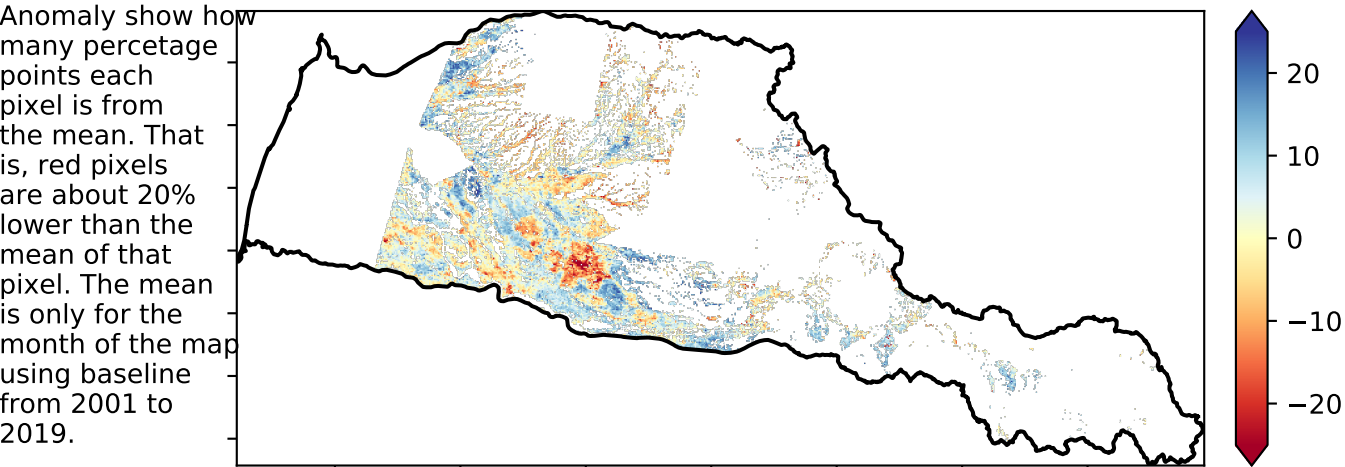 Anomaly show how
many percetage
points each
pixel is from
the mean. That
is, red pixels
are about 20%
lower than the
mean of that
pixel. The mean
is only for the
month of the map
using baseline
from 2001 to
2019.
20
10
0
−10
−20